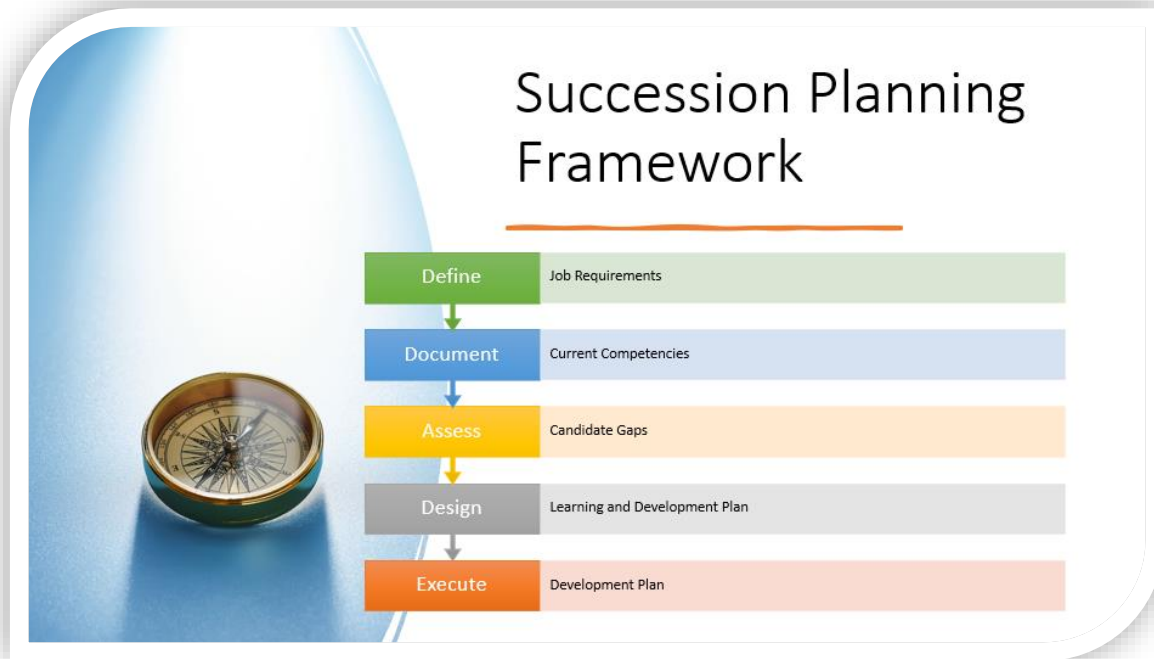 Succession Planning
Framework
Define
Job Requirements
Document
Current Competencies
Assess
Candidate Gaps
Design
Learning and Development Plan
Execute
Development Plan